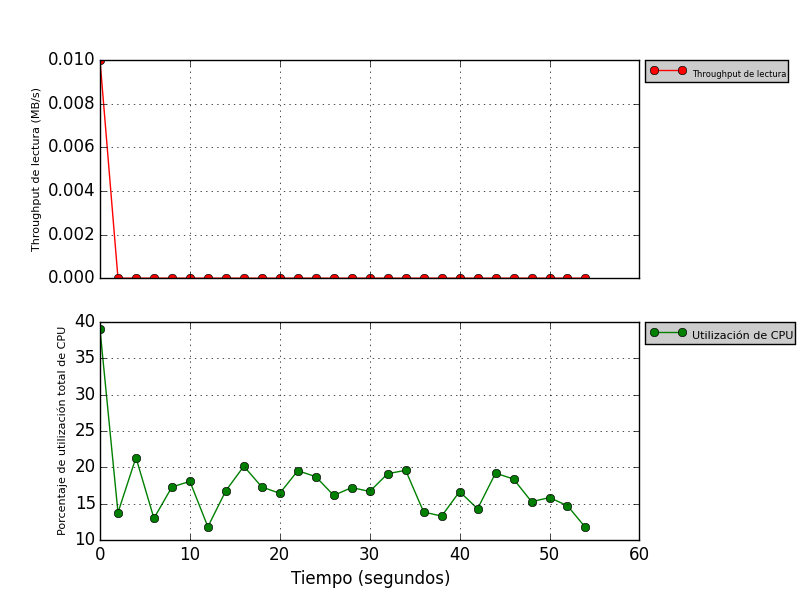 0.010
0.008
0.006
0.004
0.002
0.000
Throughput de lectura (MB/s)
Throughput de lectura
40
35
30
25
20
15
10
Porcentaje de utilización total de CPU
Utilización de CPU
0 10 20 30 40 50 60
Tiempo (segundos)